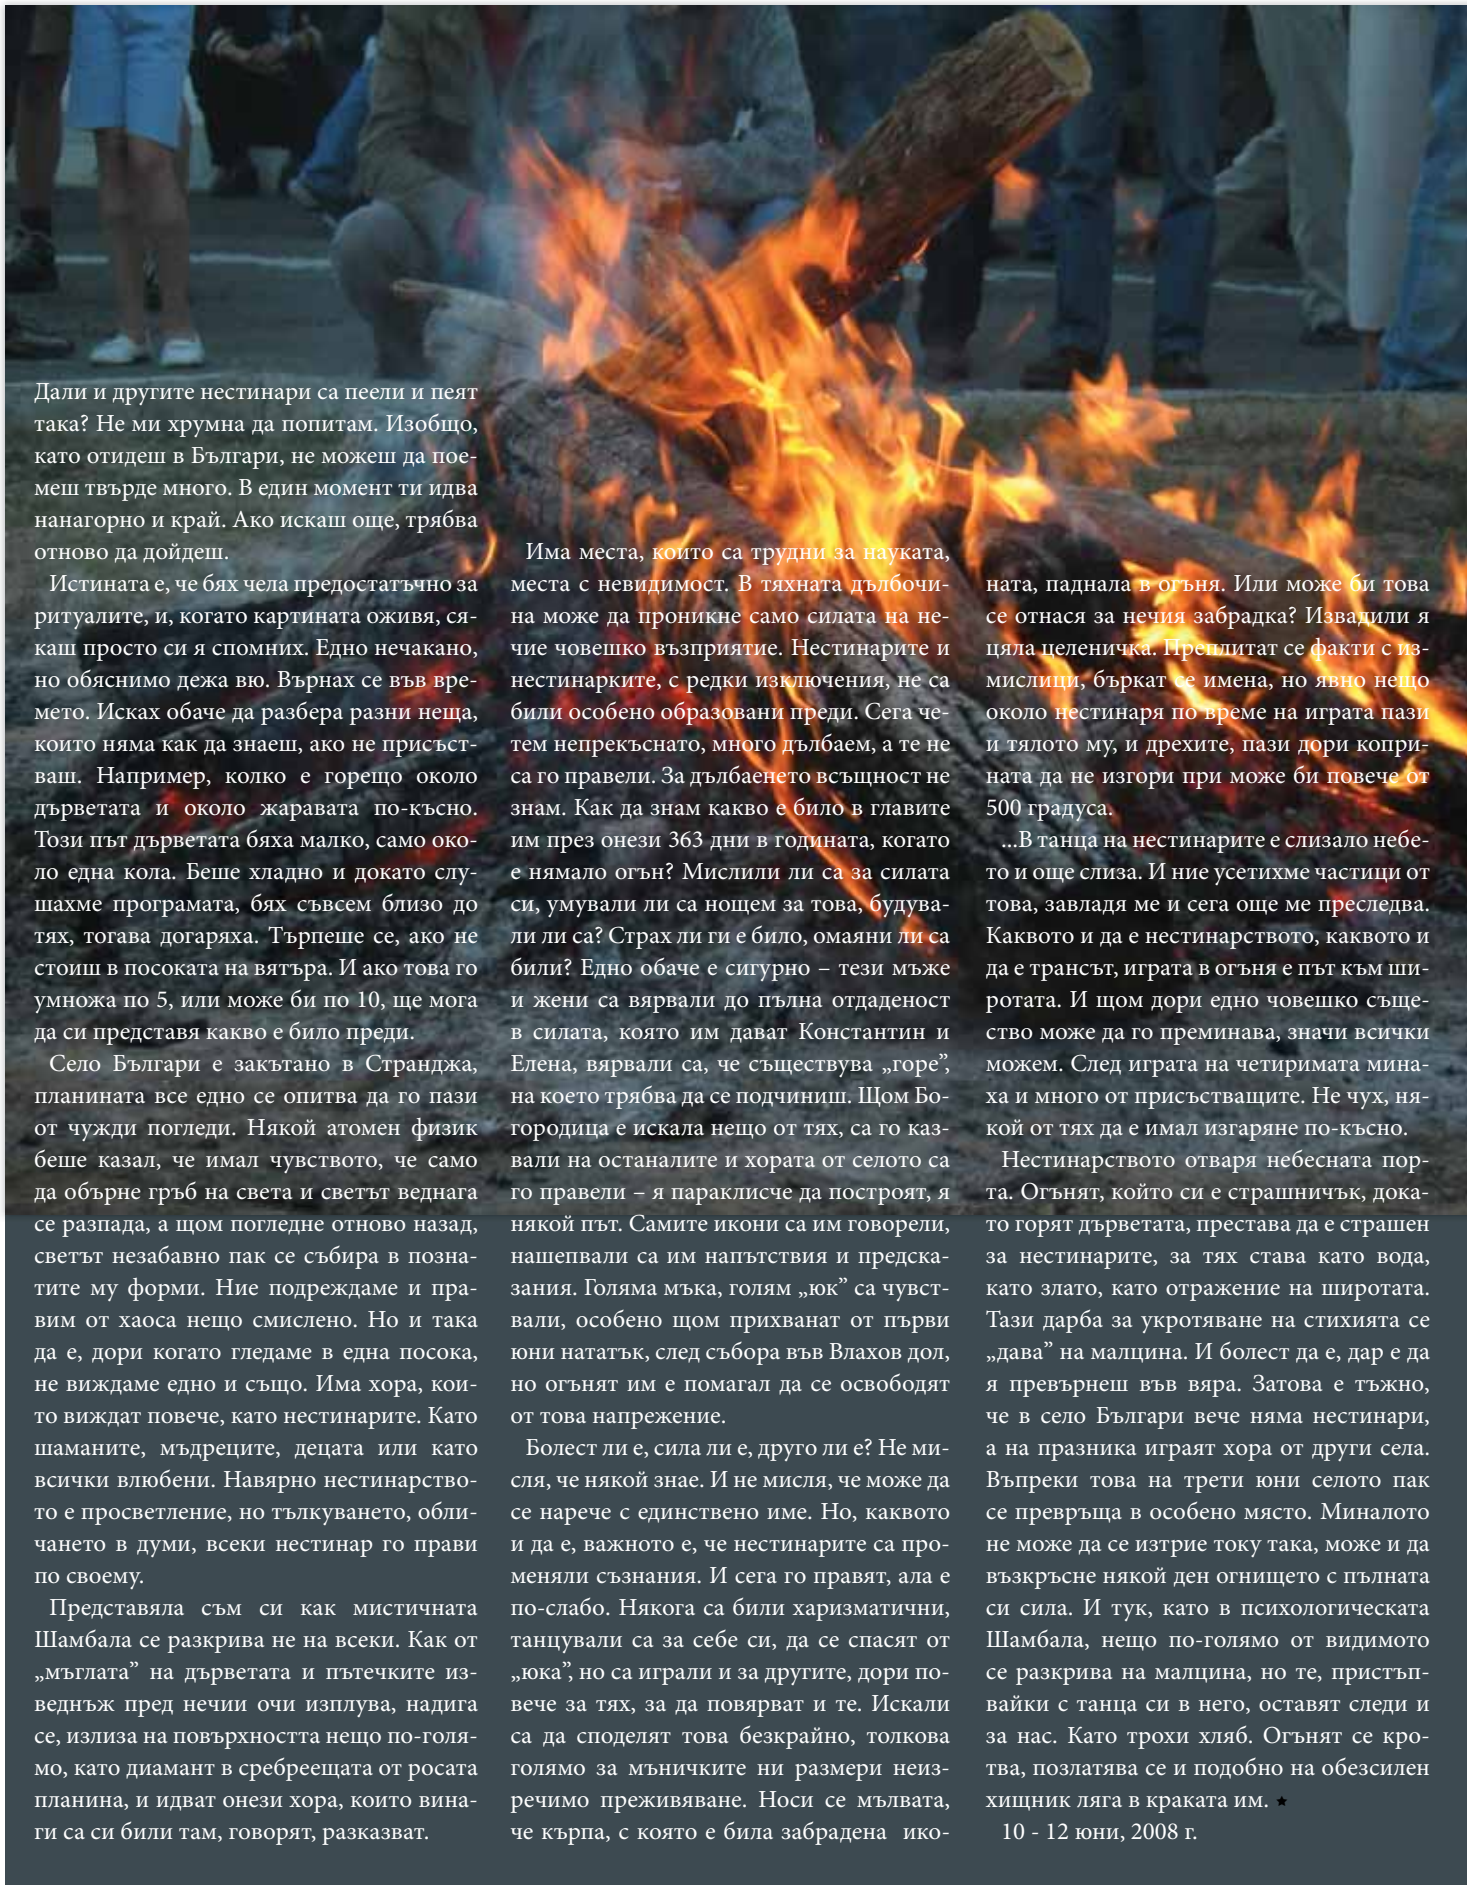 Дали и другите нестинари са пеели и пеят
така? Не ми хрумна да попитам. Изобщо,
като отидеш в Българи, не можеш да пое-
меш твърде много. В един момент ти идва
нанагорно и край. Ако искаш още, трябва
отново да дойдеш.
Истината е, че бях чела предостатъчно за
ритуалите, и, когато картината оживя, ся-
каш просто си я спомних. Едно нечакано,
но обяснимо дежа вю. Върнах се във вре-
мето. Исках обаче да разбера разни неща,
които няма как да знаеш, ако не присъст-
ваш. Например, колко е горещо около
дърветата и около жаравата по-късно.
Този път дърветата бяха малко, само око-
ло една кола. Беше хладно и докато слу-
шахме програмата, бях съвсем близо до
тях, тогава догаряха. Търпеше се, ако не
стоиш в посоката на вятъра. И ако това го
умножа по 5, или може би по 10, ще мога
да си представя какво е било преди.
Село Българи е закътано в Странджа,
планината все едно се опитва да го пази
от чужди погледи. Някой атомен физик
беше казал, че имал чувството, че само
да обърне гръб на света и светът веднага
се разпада, а щом погледне отново назад,
светът незабавно пак се събира в позна-
тите му форми. Ние подреждаме и пра-
вим от хаоса нещо смислено. Но и така
да е, дори когато гледаме в една посока,
не виждаме едно и също. Има хора, кои-
то виждат повече, като нестинарите. Като
шаманите, мъдреците, децата или като
всички влюбени. Навярно нестинарство-
то е просветление, но тълкуването, обли-
чането в думи, всеки нестинар го прави
по своему.
Представяла съм си как мистичната
Шамбала се разкрива не на всеки. Как от
„мъглата” на дърветата и пътечките из-
веднъж пред нечии очи изплува, надига
се, излиза на повърхността нещо по-голя-
мо, като диамант в сребреещата от росата
планина, и идват онези хора, които вина-
ги са си били там, говорят, разказват.
Има места, които са трудни за науката,
места с невидимост. В тяхната дълбочи-
на може да проникне само силата на не-
чие човешко възприятие. Нестинарите и
нестинарките, с редки изключения, не са
били особено образовани преди. Сега че-
тем непрекъснато, много дълбаем, а те не
са го правели. За дълбаенето всъщност не
знам. Как да знам какво е било в главите
им през онези 363 дни в годината, когато
е нямало огън? Мислили ли са за силата
си, умували ли са нощем за това, будува-
ли ли са? Страх ли ги е било, омаяни ли са
били? Едно обаче е сигурно – тези мъже
и жени са вярвали до пълна отдаденост
в силата, която им дават Константин и
Елена, вярвали са, че съществува „горе”,
на което трябва да се подчиниш. Щом Бо-
городица е искала нещо от тях, са го каз-
вали на останалите и хората от селото са
го правели – я параклисче да построят, я
някой път. Самите икони са им говорели,
нашепвали са им напътствия и предска-
зания. Голяма мъка, голям „юк” са чувст-
вали, особено щом прихванат от първи
юни нататък, след събора във Влахов дол,
но огънят им е помагал да се освободят
от това напрежение.
Болест ли е, сила ли е, друго ли е? Не ми-
сля, че някой знае. И не мисля, че може да
се нарече с единствено име. Но, каквото
и да е, важното е, че нестинарите са про-
меняли съзнания. И сега го правят, ала е
по-слабо. Някога са били харизматични,
танцували са за себе си, да се спасят от
„юка”, но са играли и за другите, дори по-
вече за тях, за да повярват и те. Искали
са да споделят това безкрайно, толкова
голямо за мъничките ни размери неиз-
речимо преживяване. Носи се мълвата,
че кърпа, с която е била забрадена ико-
ната, паднала в огъня. Или може би това
се отнася за нечия забрадка? Извадили я
цяла целеничка. Преплитат се факти с из-
мислици, бъркат се имена, но явно нещо
около нестинаря по време на играта пази
и тялото му, и дрехите, пази дори копри-
ната да не изгори при може би повече от
500 градуса.
...В танца на нестинарите е слизало небе-
то и още слиза. И ние усетихме частици от
това, завладя ме и сега още ме преследва.
Каквото и да е нестинарството, каквото и
да е трансът, играта в огъня е път към ши-
ротата. И щом дори едно човешко съще-
ство може да го преминава, значи всички
можем. След играта на четиримата мина-
ха и много от присъстващите. Не чух, ня-
кой от тях да е имал изгаряне по-късно.
Нестинарството отваря небесната пор-
та. Огънят, който си е страшничък, дока-
то горят дърветата, престава да е страшен
за нестинарите, за тях става като вода,
като злато, като отражение на широтата.
Тази дарба за укротяване на стихията се
„дава” на малцина. И болест да е, дар е да
я превърнеш във вяра. Затова е тъжно,
че в село Българи вече няма нестинари,
а на празника играят хора от други села.
Въпреки това на трети юни селото пак
се превръща в особено място. Миналото
не може да се изтрие току така, може и да
възкръсне някой ден огнището с пълната
си сила. И тук, като в психологическата
Шамбала, нещо по-голямо от видимото
се разкрива на малцина, но те, пристъп-
вайки с танца си в него, оставят следи и
за нас. Като трохи хляб. Огънят се кро-
тва, позлатява се и подобно на обезсилен
хищник ляга в краката им. ★
10 - 12 юни, 2008 г.